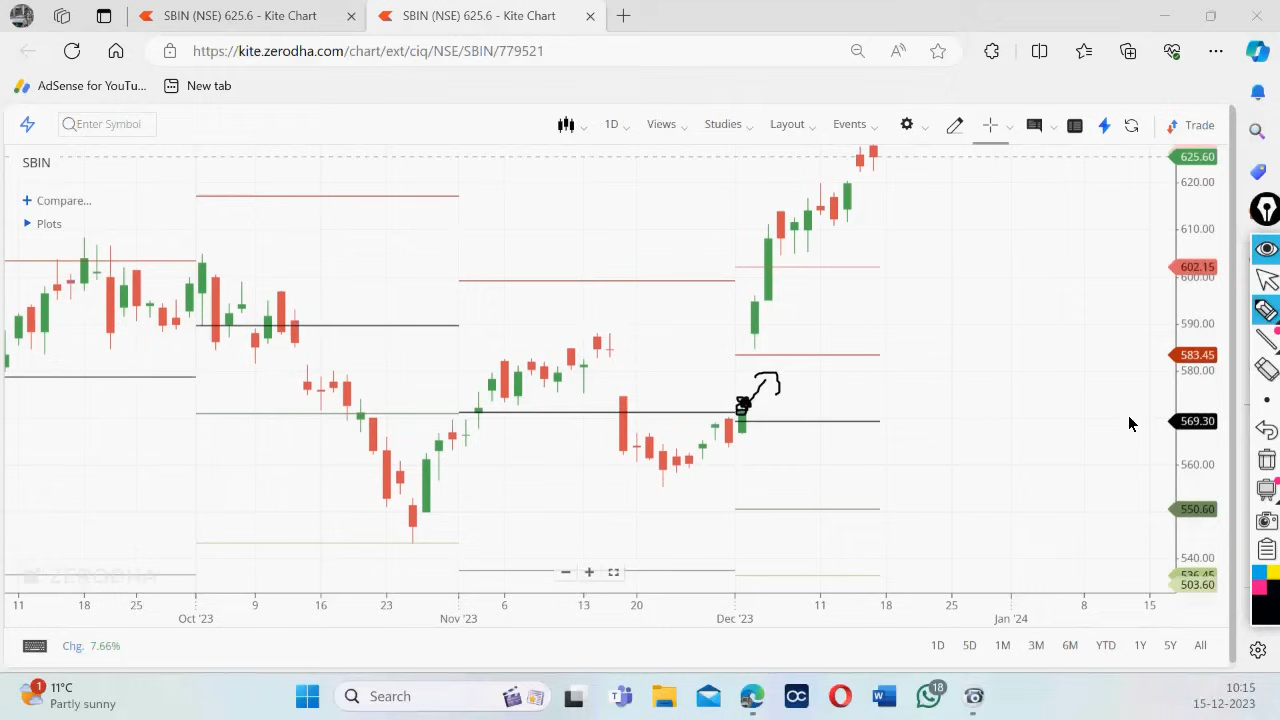 SBIN (NSE) 625.6 - Kite Chart
SBIN (NSE) 625.6 - Kite Chart
https://kite.zerodha.com/chart/ext/ciq/NSE/SBIN/779521
AdSense for YouTu...
New tab
Enter Symbol
1D
Views
Studies
Layout
Events
Trade
SBIN
Compare...
Plots
625.60
620.00
610.00
602.15
600.00
590.00
583.45
580.00
569.30
560.00
550.60
540.00
536.45
503.60
ZERODHA
11 18 25 9 16 23 6 13 20 11 18 25 8 15
Oct '23 Nov '23 Dec '23 Jan '24
Chg. 7.66%
1D 5D 1M 3M 6M YTD 1Y 5Y All
1
11°C
Partly sunny
Search
18
10:15
15-12-2023